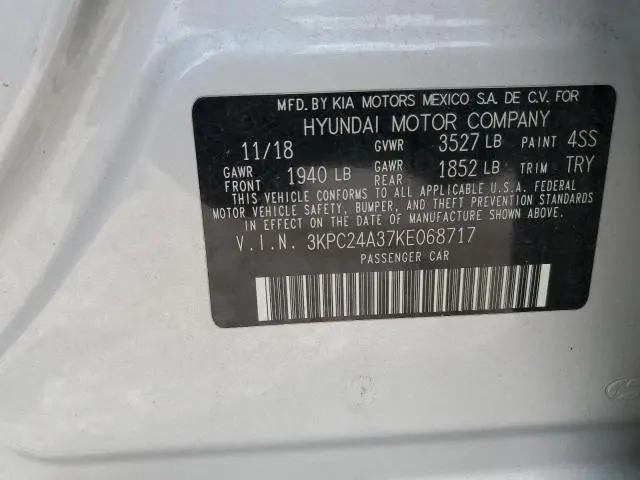 MFD. BY KIA MOTORS MEXICO S.A. DE C.V. FOR
HYUNDAI MOTOR COMPANY
11/18 GVWR 3527 LB PAINT 4SS
GAWR FRONT 1940 LB GAWR REAR 1852 LB TRIM TRY
THIS VEHICLE CONFORMS TO ALL APPLICABLE U.S.A. FEDERAL
MOTOR VEHICLE SAFETY, BUMPER, AND THEFT PREVENTION STANDARDS
IN EFFECT ON THE DATE OF MANUFACTURE SHOWN ABOVE.
V.I.N. 3KPC24A37KE068717
PASSENGER CAR